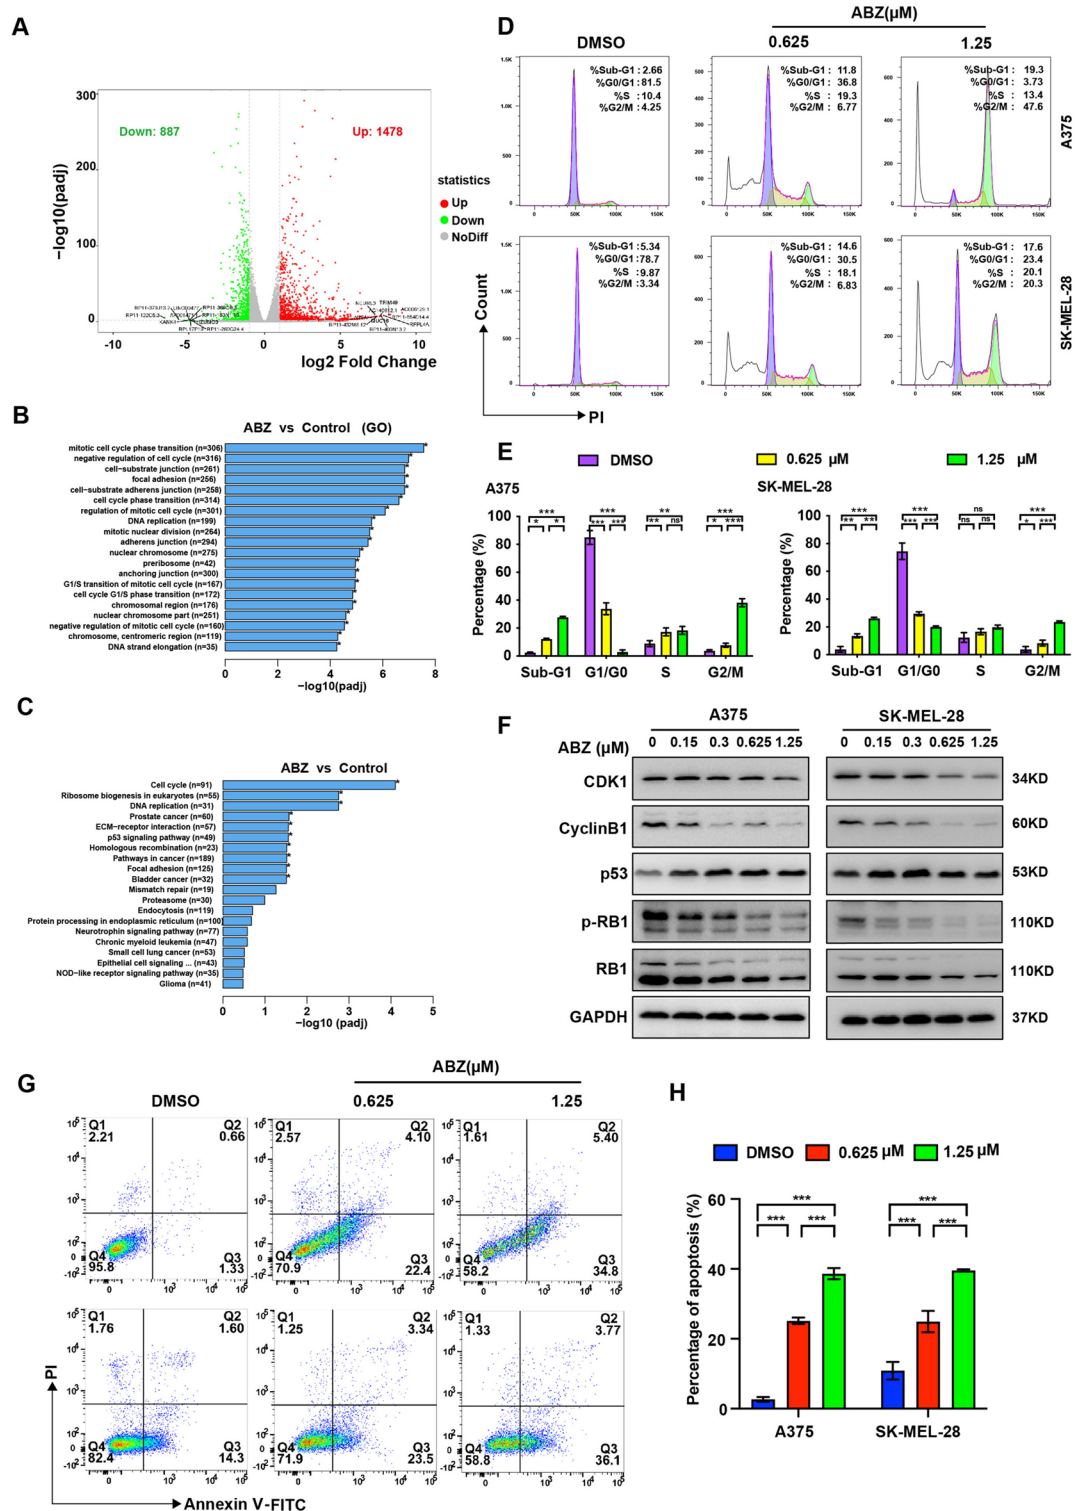 A
300
200
100
0
−log10(padj)
Down: 887
Up: 1478
statistics
Up
Down
NoDiff
-10
-5
0
5
10
log2 Fold Change
B
ABZ vs Control (GO)
mitotic cell cycle phase transition (n=306)
negative regulation of cell cycle (n=316)
cell-substrate junction (n=261)
focal adhesion (n=256)
cell-substrate adherens junction (n=258)
cell cycle phase transition (n=314)
regulation of mitotic cell cycle (n=301)
DNA replication (n=199)
mitotic nuclear division (n=264)
adherens junction (n=294)
nuclear chromosome (n=275)
preribosome (n=42)
anchoring junction (n=300)
G1/S transition of mitotic cell cycle (n=167)
cell cycle G1/S phase transition (n=172)
chromosomal region (n=176)
nuclear chromosome part (n=251)
negative regulation of mitotic cell (n=160)
chromosome, centromeric region (n=119)
DNA strand elongation (n=35)
0 2 4 6 8
−log10(padj)
C
ABZ vs Control
Cell cycle (n=91)
Ribosome biogenesis in eukaryotes (n=55)
DNA replication (n=31)
Prostate cancer (n=60)
ECM-receptor interaction (n=57)
p53 signaling pathway (n=49)
Homologous recombination (n=23)
Pathways in cancer (n=189)
Focal adhesion (n=125)
Bladder cancer (n=32)
Mismatch repair (n=19)
Proteasome (n=30)
Endocytosis (n=119)
Protein processing in endoplasmic reticulum (n=100)
Neurotrophin signaling pathway (n=77)
Chronic myeloid leukemia (n=47)
Small cell lung cancer (n=53)
Epithelial cell signaling ... (n=43)
NOD-like receptor signaling pathway (n=35)
Glioma (n=41)
0 1 2 3 4 5
−log10 (padj)
D
ABZ(μM)
DMSO 0.625 1.25
%Sub-G1 : 2.66
%G0/G1 : 81.5
%S : 10.4
%G2/M : 4.25
%Sub-G1 : 11.8
%G0/G1 : 36.8
%S : 19.3
%G2/M : 6.77
%Sub-G1 : 19.3
%G0/G1 : 3.73
%S : 13.4
%G2/M : 47.6
A375
%Sub-G1 : 5.34
%G0/G1 : 78.7
%S : 9.87
%G2/M : 3.34
%Sub-G1 : 14.6
%G0/G1 : 30.5
%S : 18.1
%G2/M : 6.83
%Sub-G1 : 17.6
%G0/G1 : 23.4
%S : 20.1
%G2/M : 20.3
SK-MEL-28
Count
PI
E
DMSO 0.625 μM 1.25 μM
A375
Percentage (%)
80
60
40
20
0
Sub-G1 G1/G0 S G2/M
SK-MEL-28
Percentage (%)
80
60
40
20
0
Sub-G1 G1/G0 S G2/M
F
A375 SK-MEL-28
ABZ (μM) 0 0.15 0.3 0.625 1.25 0 0.15 0.3 0.625 1.25
CDK1 34KD
CyclinB1 60KD
p53 53KD
p-RB1 110KD
RB1 110KD
GAPDH 37KD
G
ABZ(μM)
DMSO 0.625 1.25
Q1 2.21
Q2 0.66
Q4 95.8
Q3 1.33
Q1 2.57
Q2 4.10
Q4 70.9
Q3 22.4
Q1 1.61
Q2 5.40
Q4 58.2
Q3 34.8
Q1 1.76
Q2 1.60
Q4 82.4
Q3 14.3
Q1 1.25
Q2 3.34
Q4 71.9
Q3 23.5
Q1 1.33
Q2 3.77
Q4 58.8
Q3 36.1
PI
Annexin V-FITC
H
DMSO 0.625 μM 1.25 μM
Percentage of apoptosis (%)
60
40
20
0
*** *** ***
*** *** ***
A375 SK-MEL-28